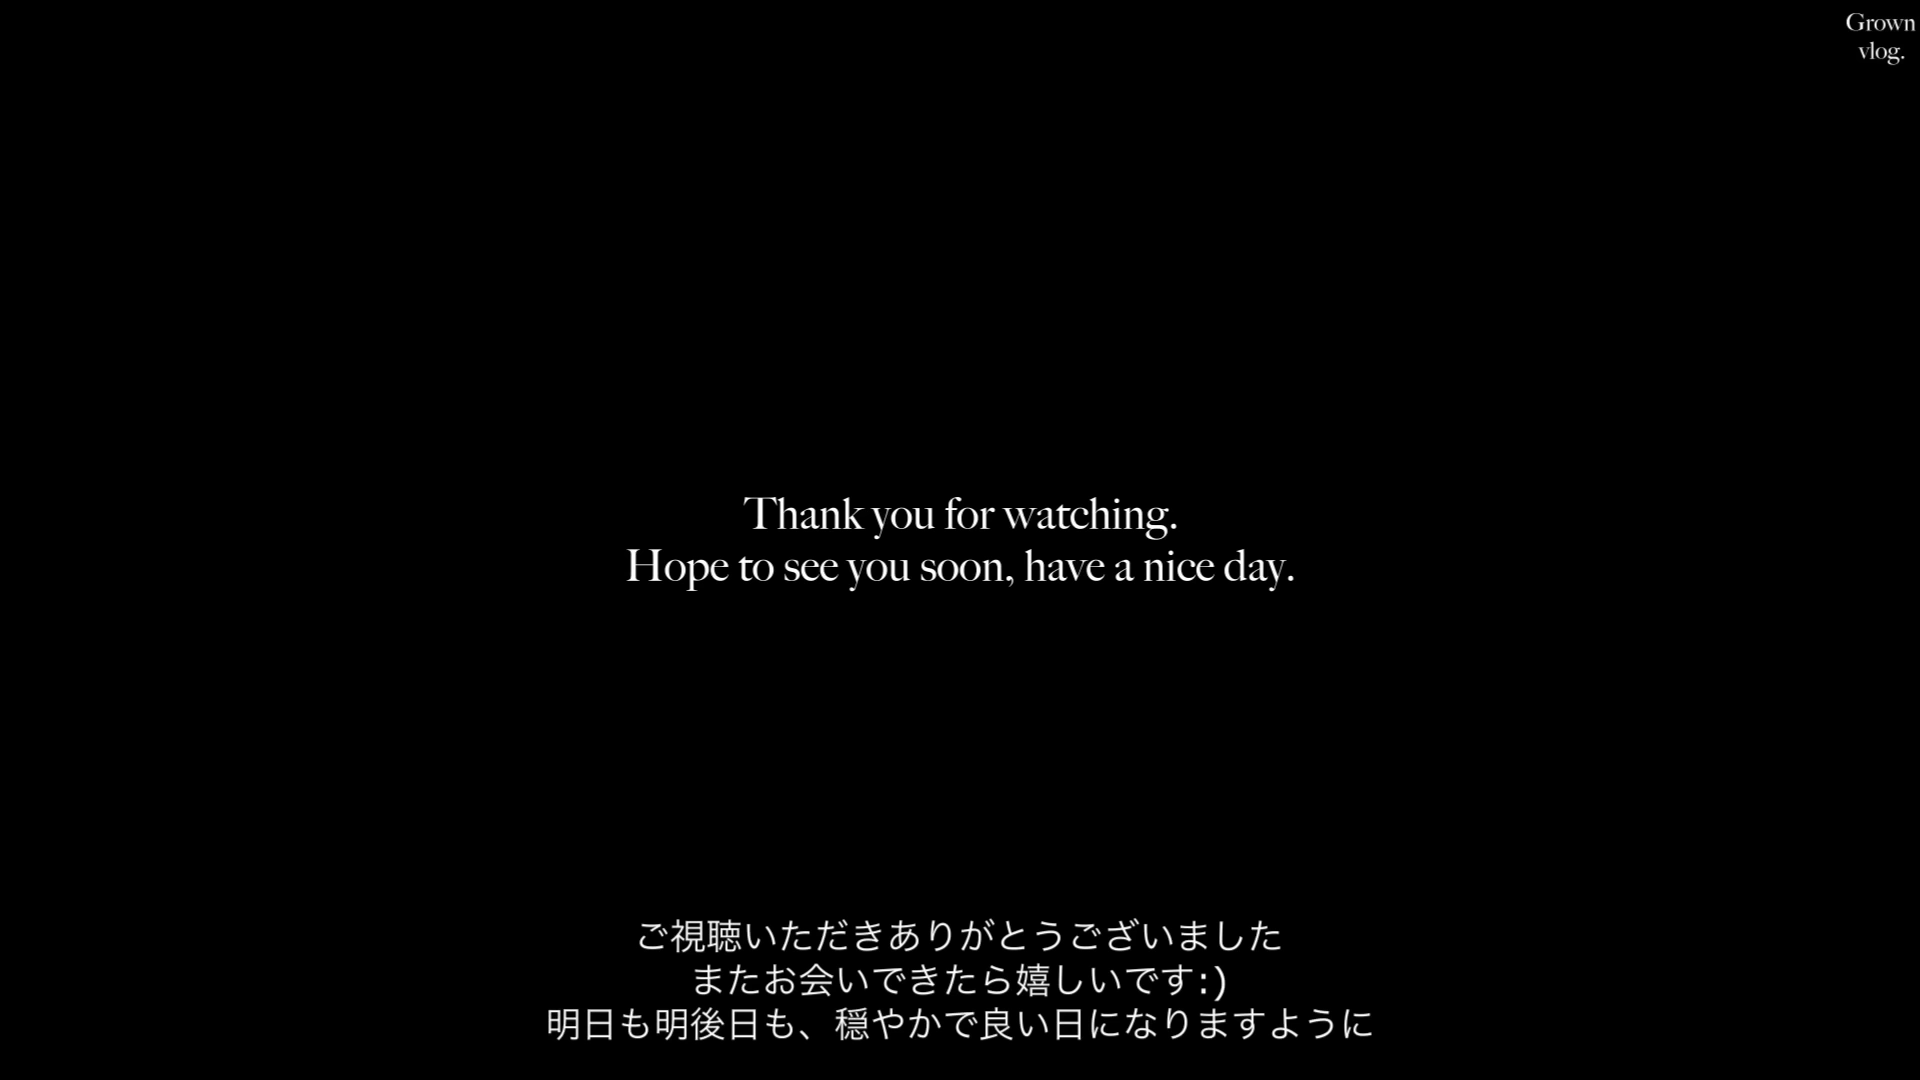 Grown
vlog.
Thank you for watching.
Hope to see you soon, have a nice day.
ご視聴いただきありがとうございました
またお会いできたら嬉しいです:)
明日も明後日も、穏やかで良い日になりますように